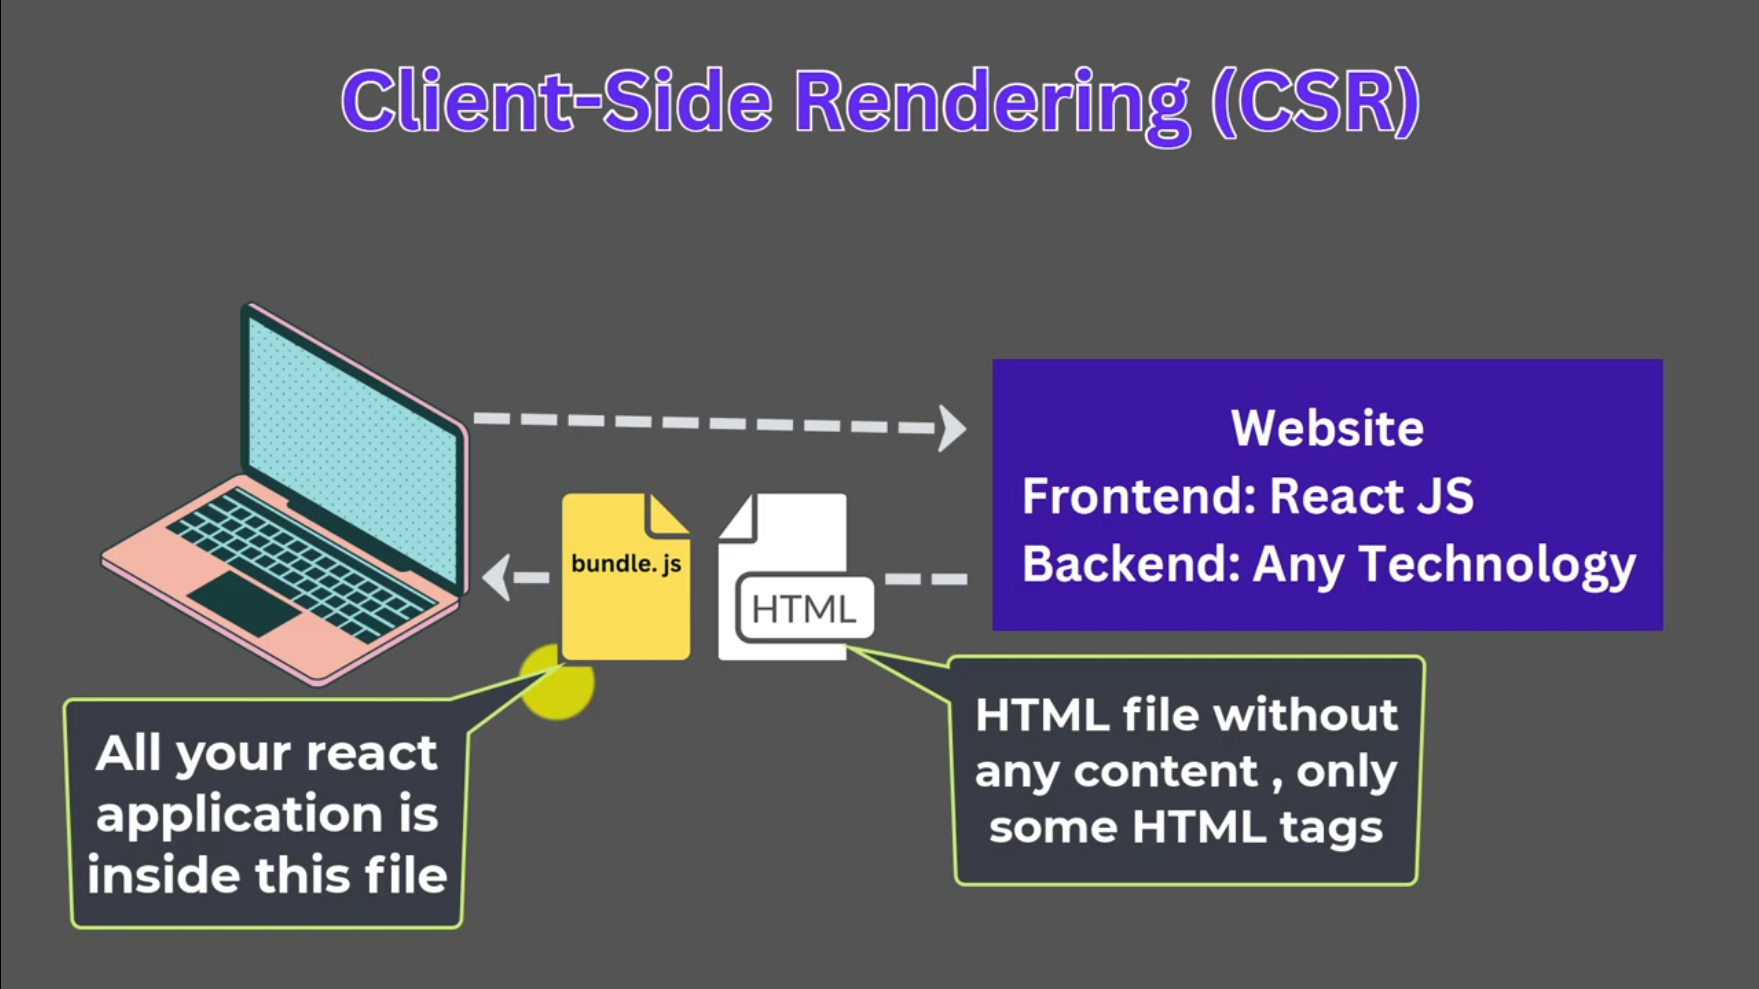 Client-Side Rendering (CSR)
Website
Frontend: React JS
Backend: Any Technology
bundle. js
HTML
All your react
application is
inside this file
HTML file without
any content , only
some HTML tags